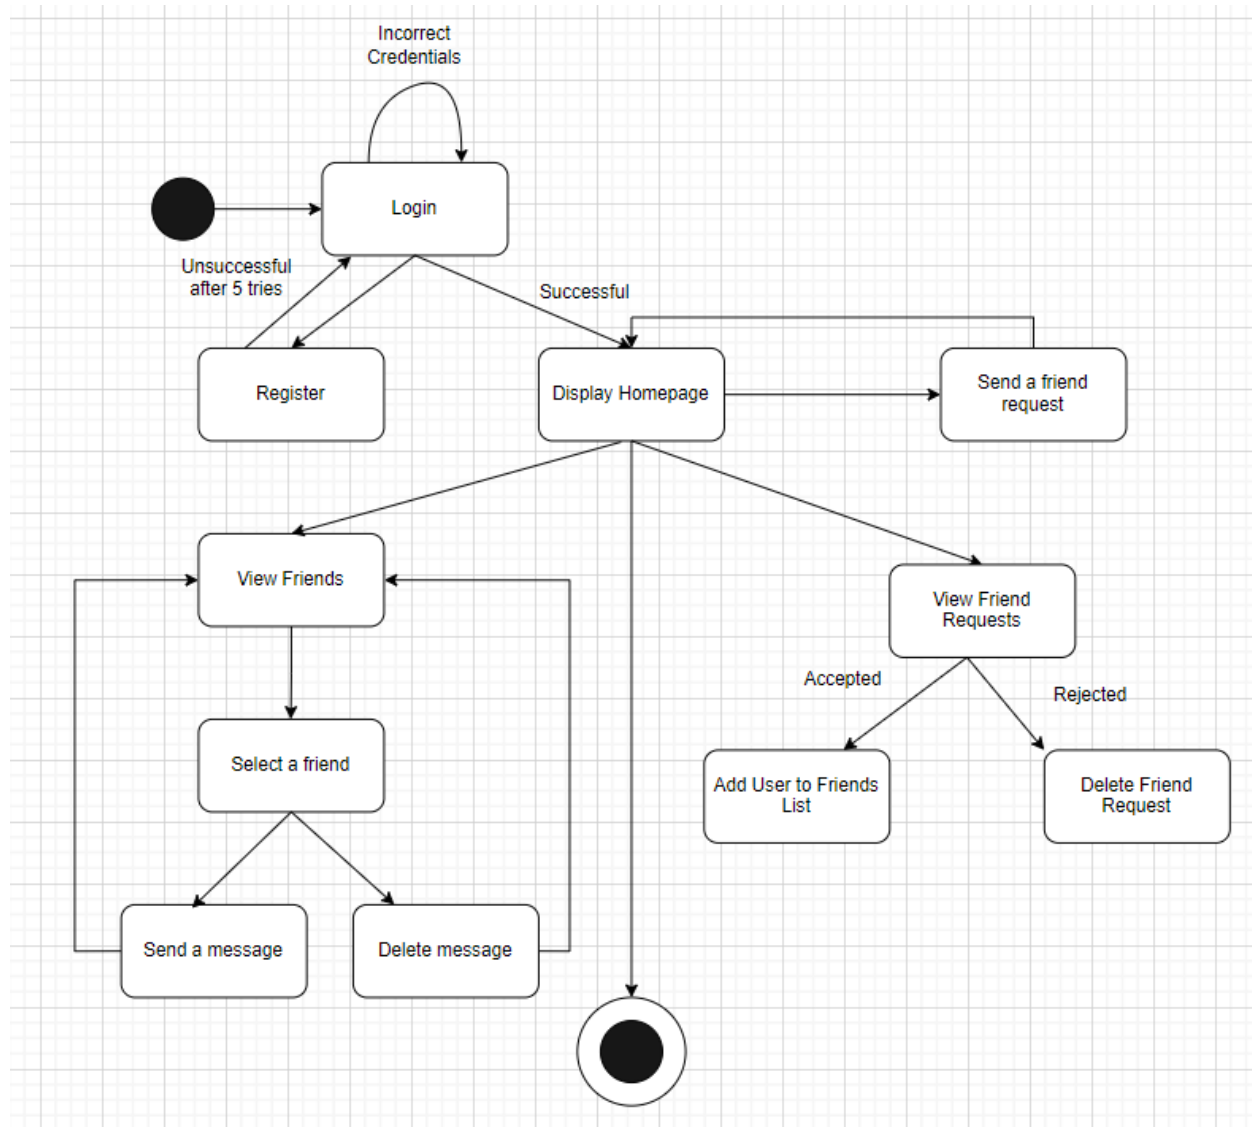 Incorrect
Credentials
Login
Unsuccessful
after 5 tries
Successful
Register
Display Homepage
Send a friend
request
View Friends
View Friend
Requests
Accepted
Rejected
Select a friend
Add User to Friends
List
Delete Friend
Request
Send a message
Delete message